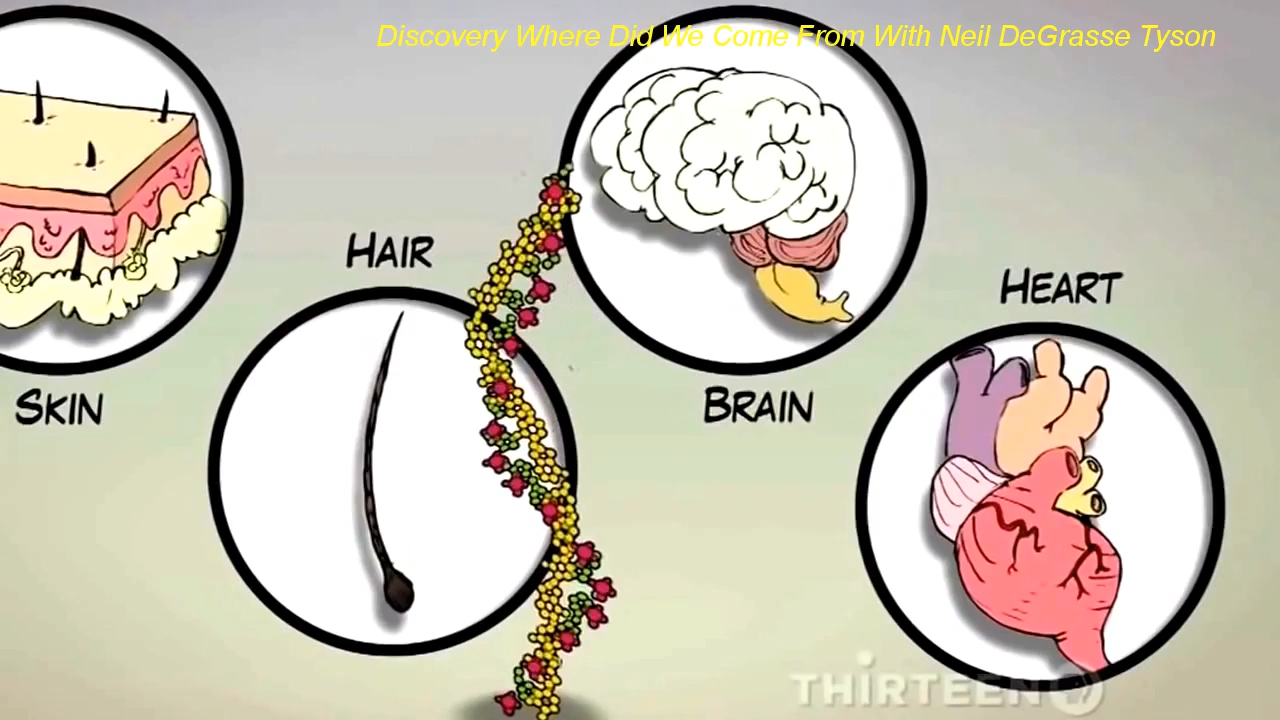 Discovery Where Did We Come From With Neil DeGrasse Tyson
HAIR
HEART
SKIN
BRAIN
THIRTEEN